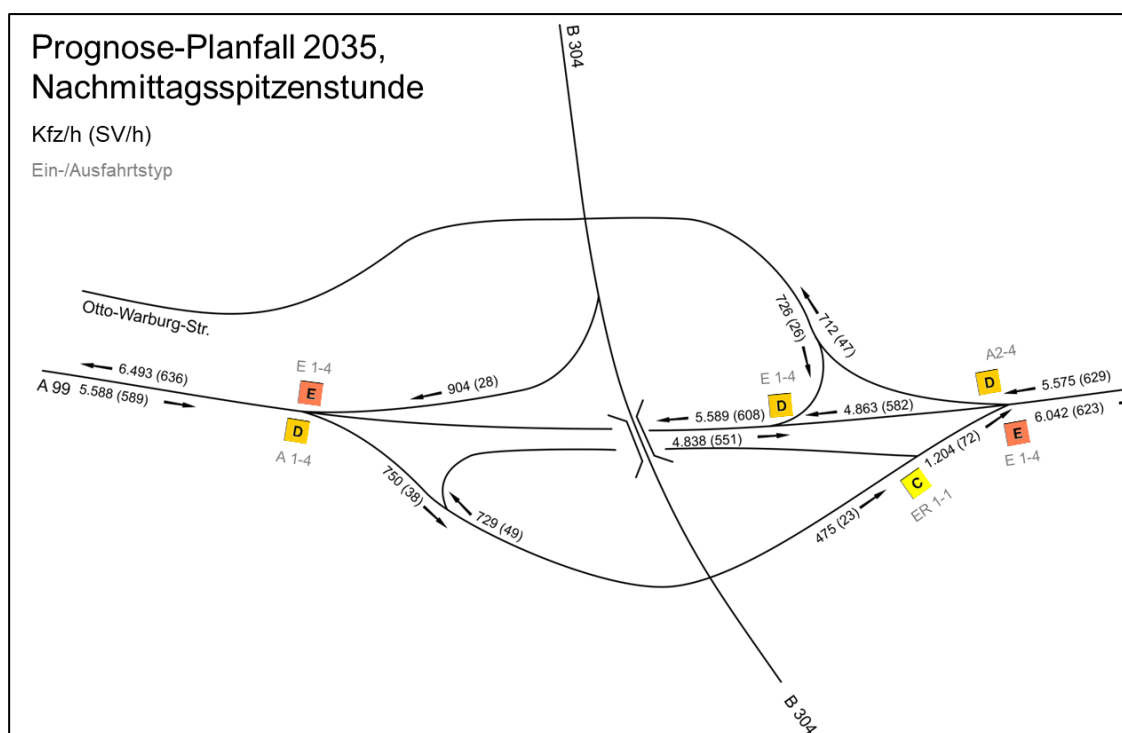 Prognose-Planfall 2035,
Nachmittagsspitzenstunde
Kfz/h (SV/h)
Ein-/Ausfahrtstyp
B 304
Otto-Warburg-Str.
726 (26)
712 (47)
A2-4
D
5.575 (629)
6.493 (636)
A 99 5.588 (589)
E 1-4
E
904 (28)
E 1-4
D
5.589 (608)
4.863 (582)
6.042 (623)
D
A 1-4
4.838 (551)
1.204 (72)
E
E 1-4
750 (38)
729 (49)
C
ER 1-1
475 (23)
B 304